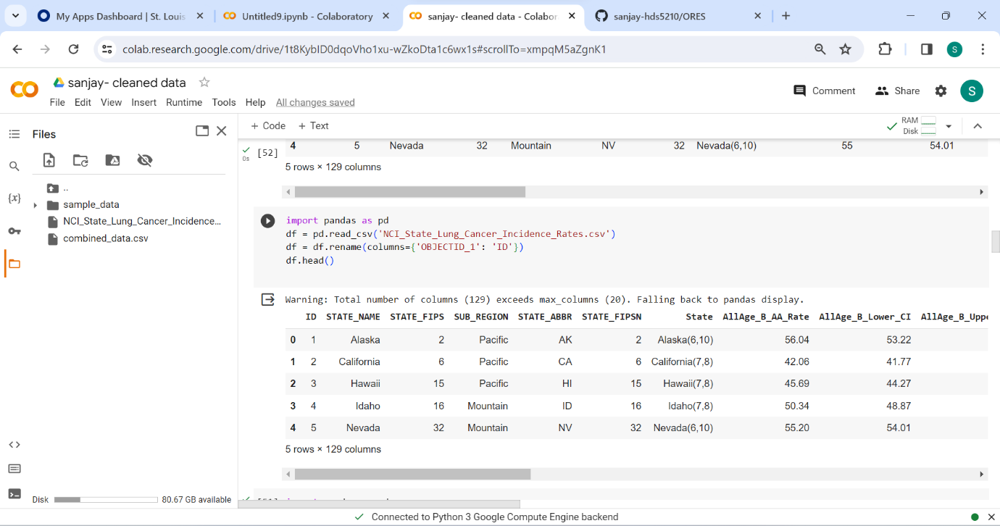 My Apps Dashboard | St. Louis
Untitled9.ipynb - Colaboratory
sanjay- cleaned data - Colabor
sanjay-hds5210/ORES
colab.research.google.com/drive/1t8KybID0dqoVho1xu-wZkoDta1c6wx1s#scrollTo=xmpqM5aZgnK1
S
CO
sanjay- cleaned data
File Edit View Insert Runtime Tools Help All changes saved
Comment
Share
S
Files
+ Code + Text
RAM
Disk
..
sample_data
NCI_State_Lung_Cancer_Incidence...
combined_data.csv
{x}
<>
Disk
80.67 GB available
0s
[52]
4 5 Nevada 32 Mountain NV 32 Nevada(6,10) 55 54.01
5 rows × 129 columns
import pandas as pd
df = pd.read_csv('NCI_State_Lung_Cancer_Incidence_Rates.csv')
df = df.rename(columns={'OBJECTID_1': 'ID'})
df.head()
Warning: Total number of columns (129) exceeds max_columns (20). Falling back to pandas display.
ID STATE_NAME STATE_FIPS SUB_REGION STATE_ABBR STATE_FIPSN State AllAge_B_AA_Rate AllAge_B_Lower_CI AllAge_B_Uppe
0 1 Alaska 2 Pacific AK 2 Alaska(6,10) 56.04 53.22
1 2 California 6 Pacific CA 6 California(7,8) 42.06 41.77
2 3 Hawaii 15 Pacific HI 15 Hawaii(7,8) 45.69 44.27
3 4 Idaho 16 Mountain ID 16 Idaho(7,8) 50.34 48.87
4 5 Nevada 32 Mountain NV 32 Nevada(6,10) 55.20 54.01
5 rows × 129 columns
Connected to Python 3 Google Compute Engine backend